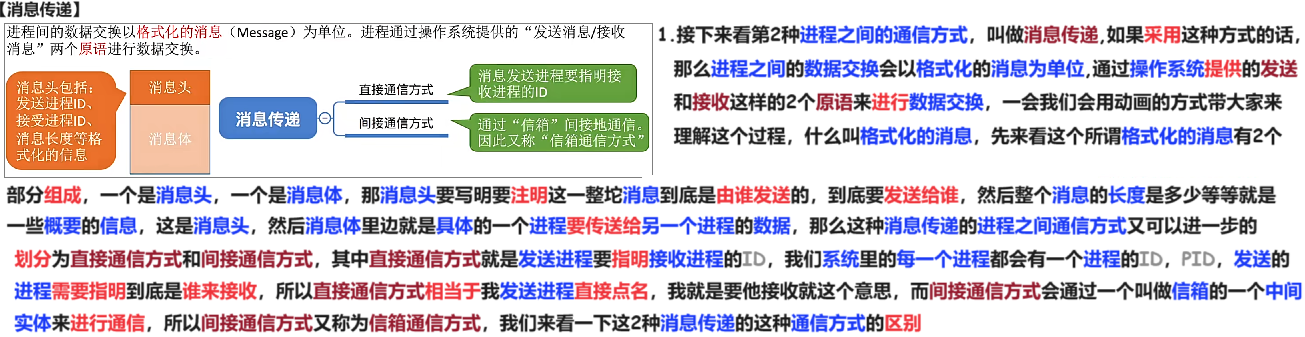 【消息传递】
进程间的数据交换以格式化的消息（Message）为单位。进程通过操作系统提供的“发送消息/接收
消息”两个原语进行数据交换。
消息头包括：
发送进程ID、
接受进程ID、
消息长度等格
式化的信息
消息头
消息体
消息传递
直接通信方式
间接通信方式
消息发送进程要指明接
收进程的ID
通过“信箱”间接地通信。
因此又称“信箱通信方式”
1.接下来看第2种进程之间的通信方式，叫做消息传递,如果采用这种方式的话，
那么进程之间的数据交换会以格式化的消息为单位,通过操作系统提供的发送
和接收这样的2个原语来进行数据交换，一会我们会用动画的方式带大家来
理解这个过程，什么叫格式化的消息，先来看这个所谓格式化的消息有2个
部分组成，一个是消息头，一个是消息体，那消息头要写明要注明这一整坨消息到底是由谁发送的，到底要发送给谁，然后整个消息的长度是多少等等就是
一些概要的信息，这是消息头，然后消息体里边就是具体的一个进程要传送给另一个进程的数据，那么这种消息传递的进程之间通信方式又可以进一步的
划分为直接通信方式和间接通信方式，其中直接通信方式就是发送进程要指明接收进程的ID，我们系统里的每一个进程都会有一个进程的ID，PID，发送的
进程需要指明到底是谁来接收，所以直接通信方式相当于我发送进程直接点名，我就是要他接收就这个意思，而间接通信方式会通过一个叫做信箱的一个中间
实体来进行通信，所以间接通信方式又称为信箱通信方式，我们来看一下这2种消息传递的这种通信方式的区别